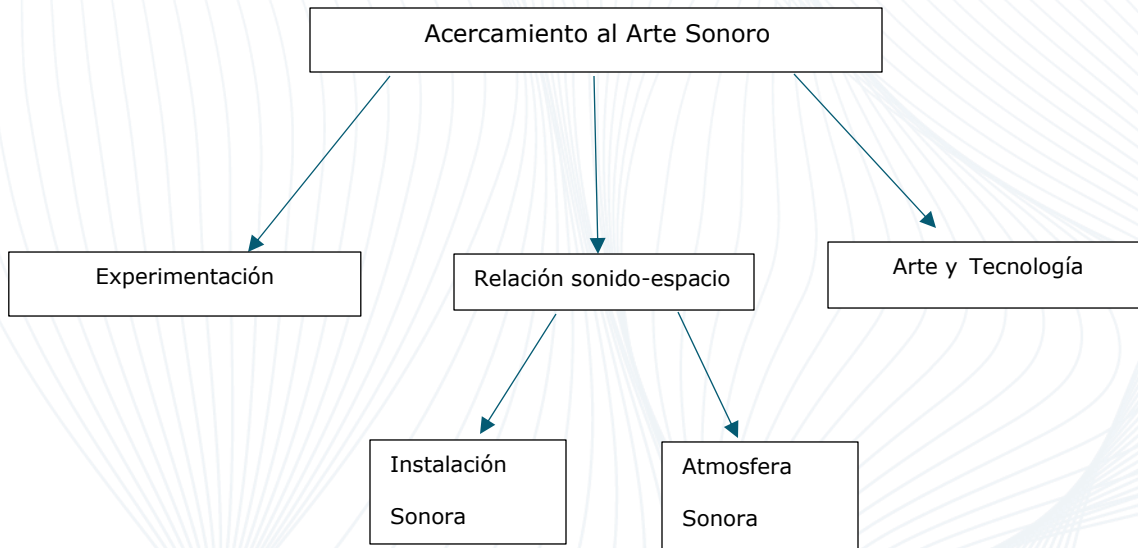 Acercamiento al Arte Sonoro
Experimentación
Relación sonido-espacio
Arte y Tecnología
Instalación
Sonora
Atmosfera
Sonora